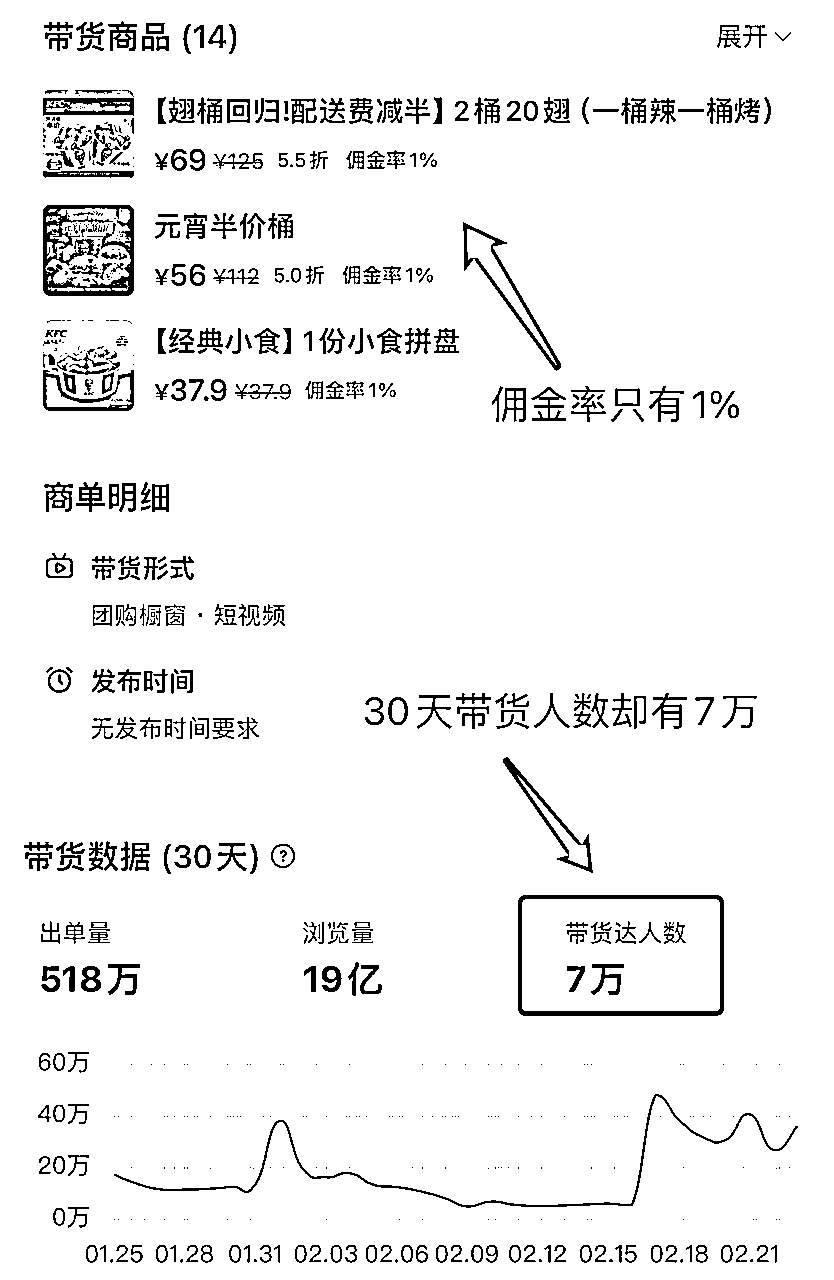 带货商品 (14)
展开
【翅桶回归!配送费减半】2桶20翅（一桶辣一桶烤）
¥69 ¥125 5.5折 佣金率1%
元宵半价桶
¥56 ¥112 5.0折 佣金率1%
KFC
【经典小食】1份小食拼盘
¥37.9 ¥37.9 佣金率1%
佣金率只有1%
商单明细
带货形式
团购橱窗 · 短视频
发布时间
无发布时间要求
30天带货人数却有7万
带货数据 (30天) ?
出单量 浏览量 带货达人数
518万 19亿 7万
60万
40万
20万
0万
01.25 01.28 01.31 02.03 02.06 02.09 02.12 02.15 02.18 02.21